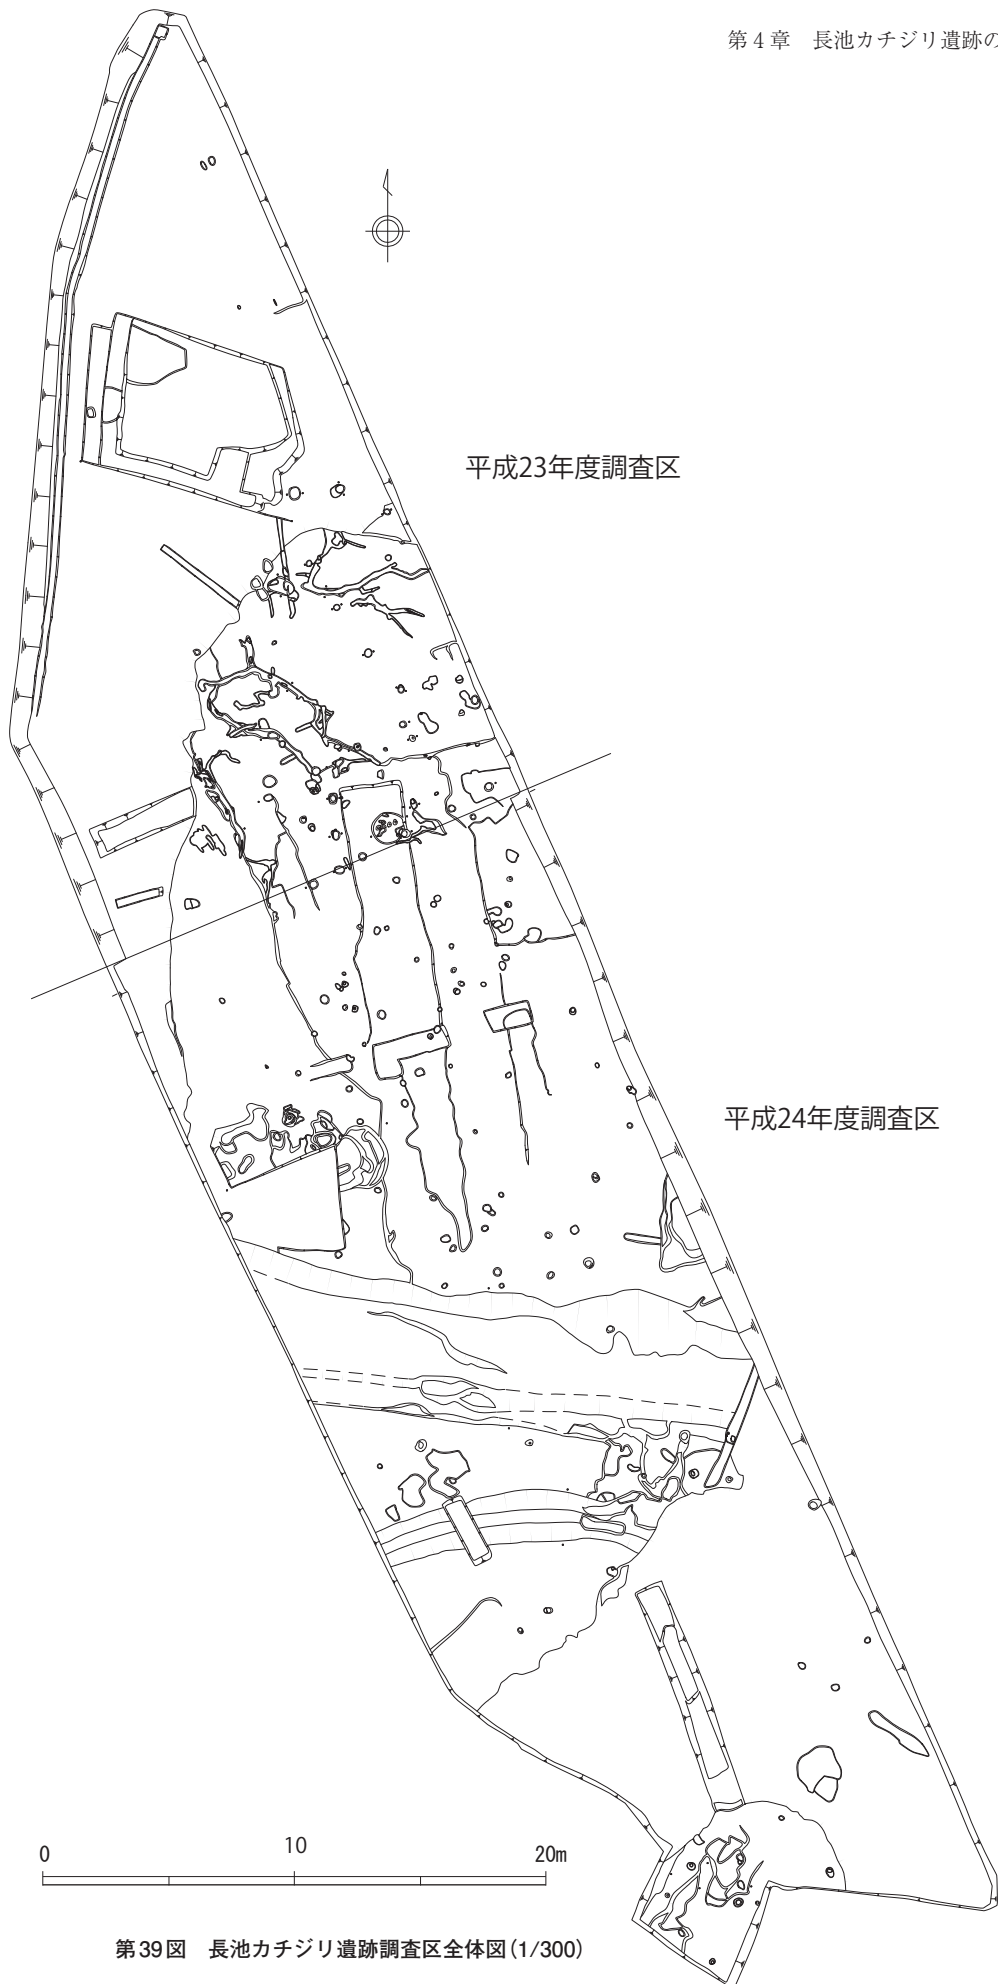 第4章　長池カチジリ遺跡の
平成23年度調査区
平成24年度調査区
0 10 20m
第39図　長池カチジリ遺跡調査区全体図(1/300)